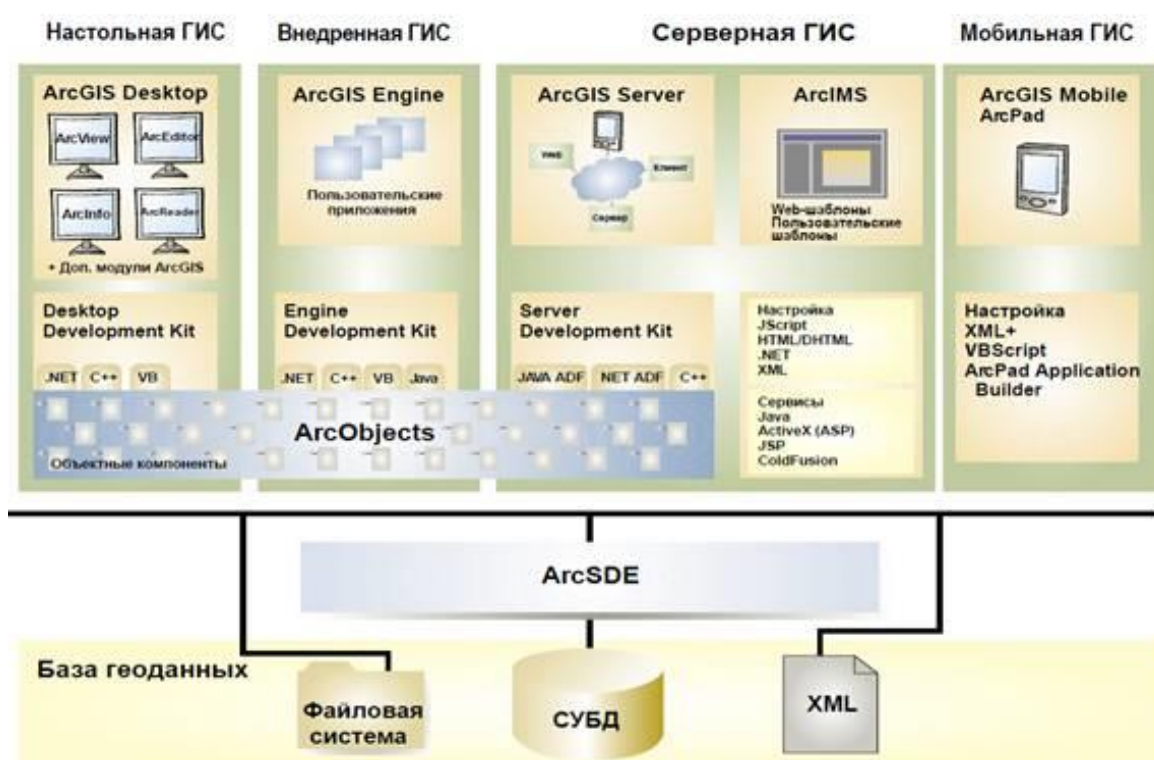 Настольная ГИС
Внедренная ГИС
Серверная ГИС
Мобильная ГИС
ArcGIS Desktop
ArcView
ArcEditor
ArcInfo
ArcReader
+ Доп. модули ArcGIS
ArcGIS Engine
Пользовательские
приложения
ArcGIS Server
Web
Клиент
Сервер
ArcIMS
Web-шаблоны
Пользовательские
шаблоны
ArcGIS Mobile
ArcPad
Desktop
Development Kit
.NET C++ VB
Engine
Development Kit
.NET C++ VB Java
Server
Development Kit
JAVA ADF NET ADF C++
Настройка
JScript
HTML/DHTML
.NET
XML
Сервисы
Java
ActiveX (ASP)
JSP
ColdFusion
Настройка
XML+
VBScript
ArcPad Application
Builder
ArcObjects
Объектные компоненты
ArcSDE
База геоданных
Файловая
система
СУБД
XML